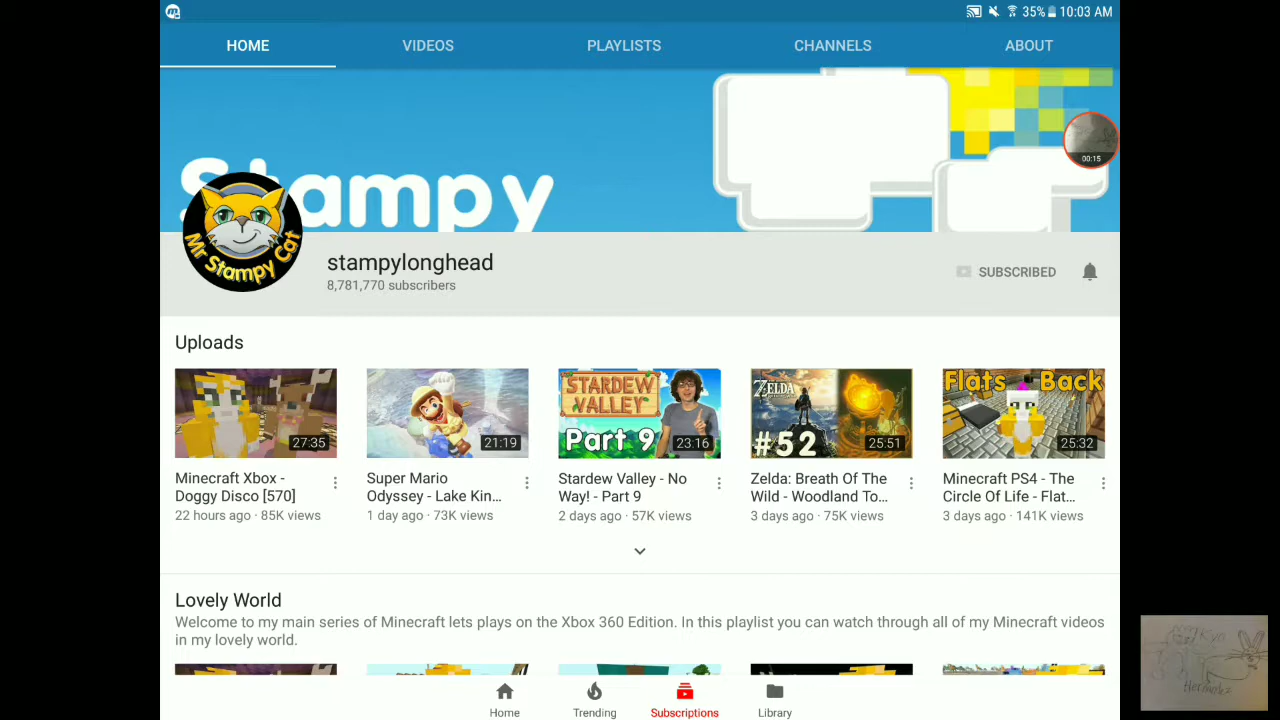 35% 10:03 AM
HOME VIDEOS PLAYLISTS CHANNELS ABOUT
Stampy
00:15
Mr Stampy Cat
stampylonghead
8,781,770 subscribers
SUBSCRIBED
Uploads
27:35
21:19
STARDEW VALLEY
Part 9
23:16
ZELDA
#52
25:51
Flats Back
25:32
Minecraft Xbox -
Doggy Disco [570]
22 hours ago · 85K views
Super Mario
Odyssey - Lake Kin...
1 day ago · 73K views
Stardew Valley - No
Way! - Part 9
2 days ago · 57K views
Zelda: Breath Of The
Wild - Woodland To...
3 days ago · 75K views
Minecraft PS4 - The
Circle Of Life - Flat...
3 days ago · 141K views
Lovely World
Welcome to my main series of Minecraft lets plays on the Xbox 360 Edition. In this playlist you can watch through all of my Minecraft videos
in my lovely world.
Home Trending Subscriptions Library